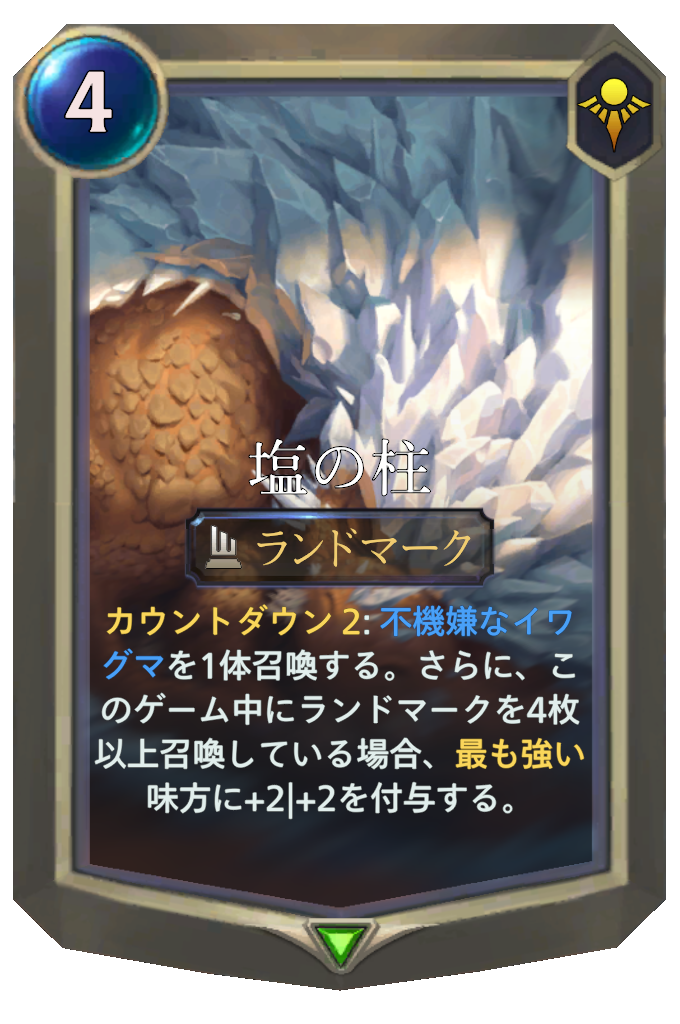 4
塩の柱
ランドマーク
カウントダウン 2: 不機嫌なイワ
グマを1体召喚する。さらに、こ
のゲーム中にランドマークを4枚
以上召喚している場合、最も強い
味方に+2|+2を付与する。